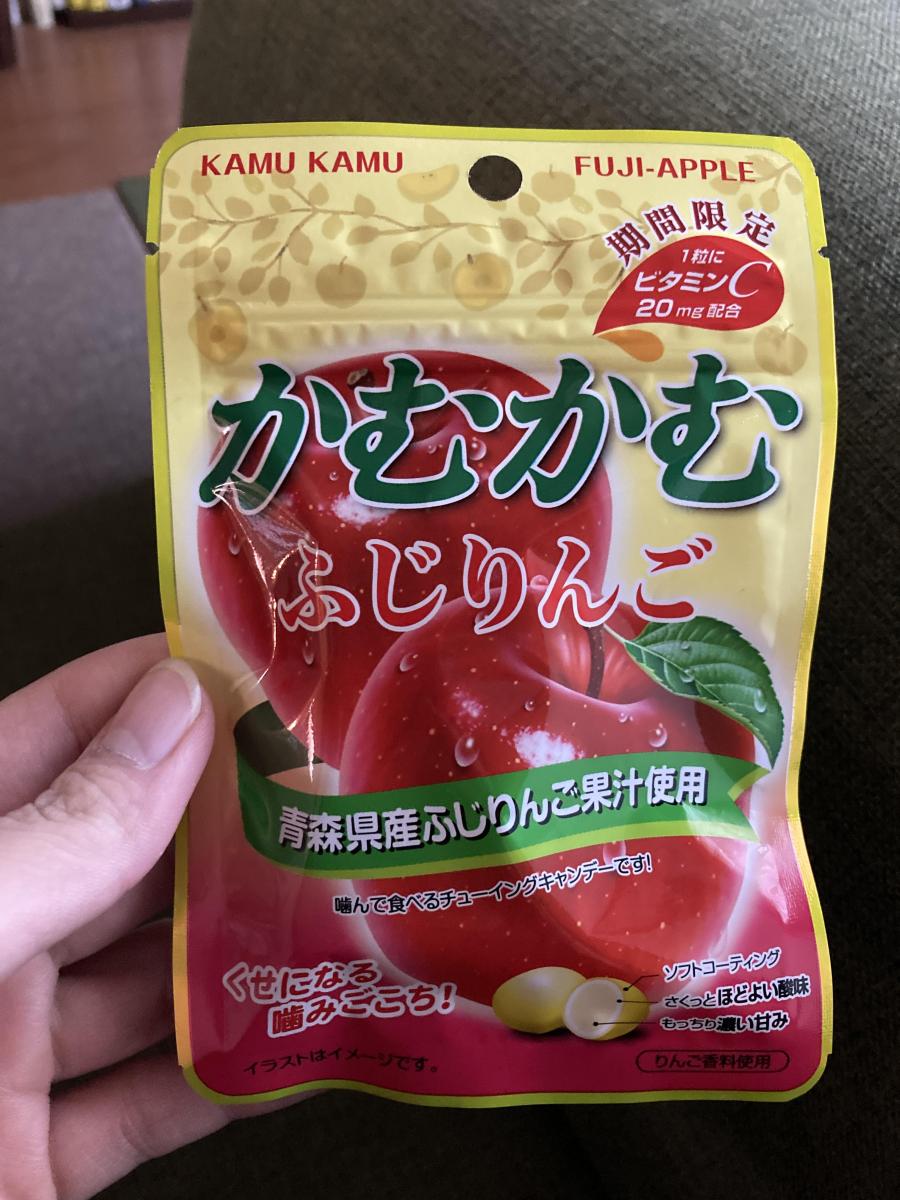 KAMU KAMU
FUJI-APPLE
期間限定
1粒に
ビタミンC
20mg配合
かむかむ
ふじりんご
青森県産ふじりんご果汁使用
噛んで食べるチューイングキャンデーです!
くせになる
噛みごこち!
ソフトコーティング
さくっとほどよい酸味
もっちり濃い甘み
イラストはイメージです。
りんご香料使用